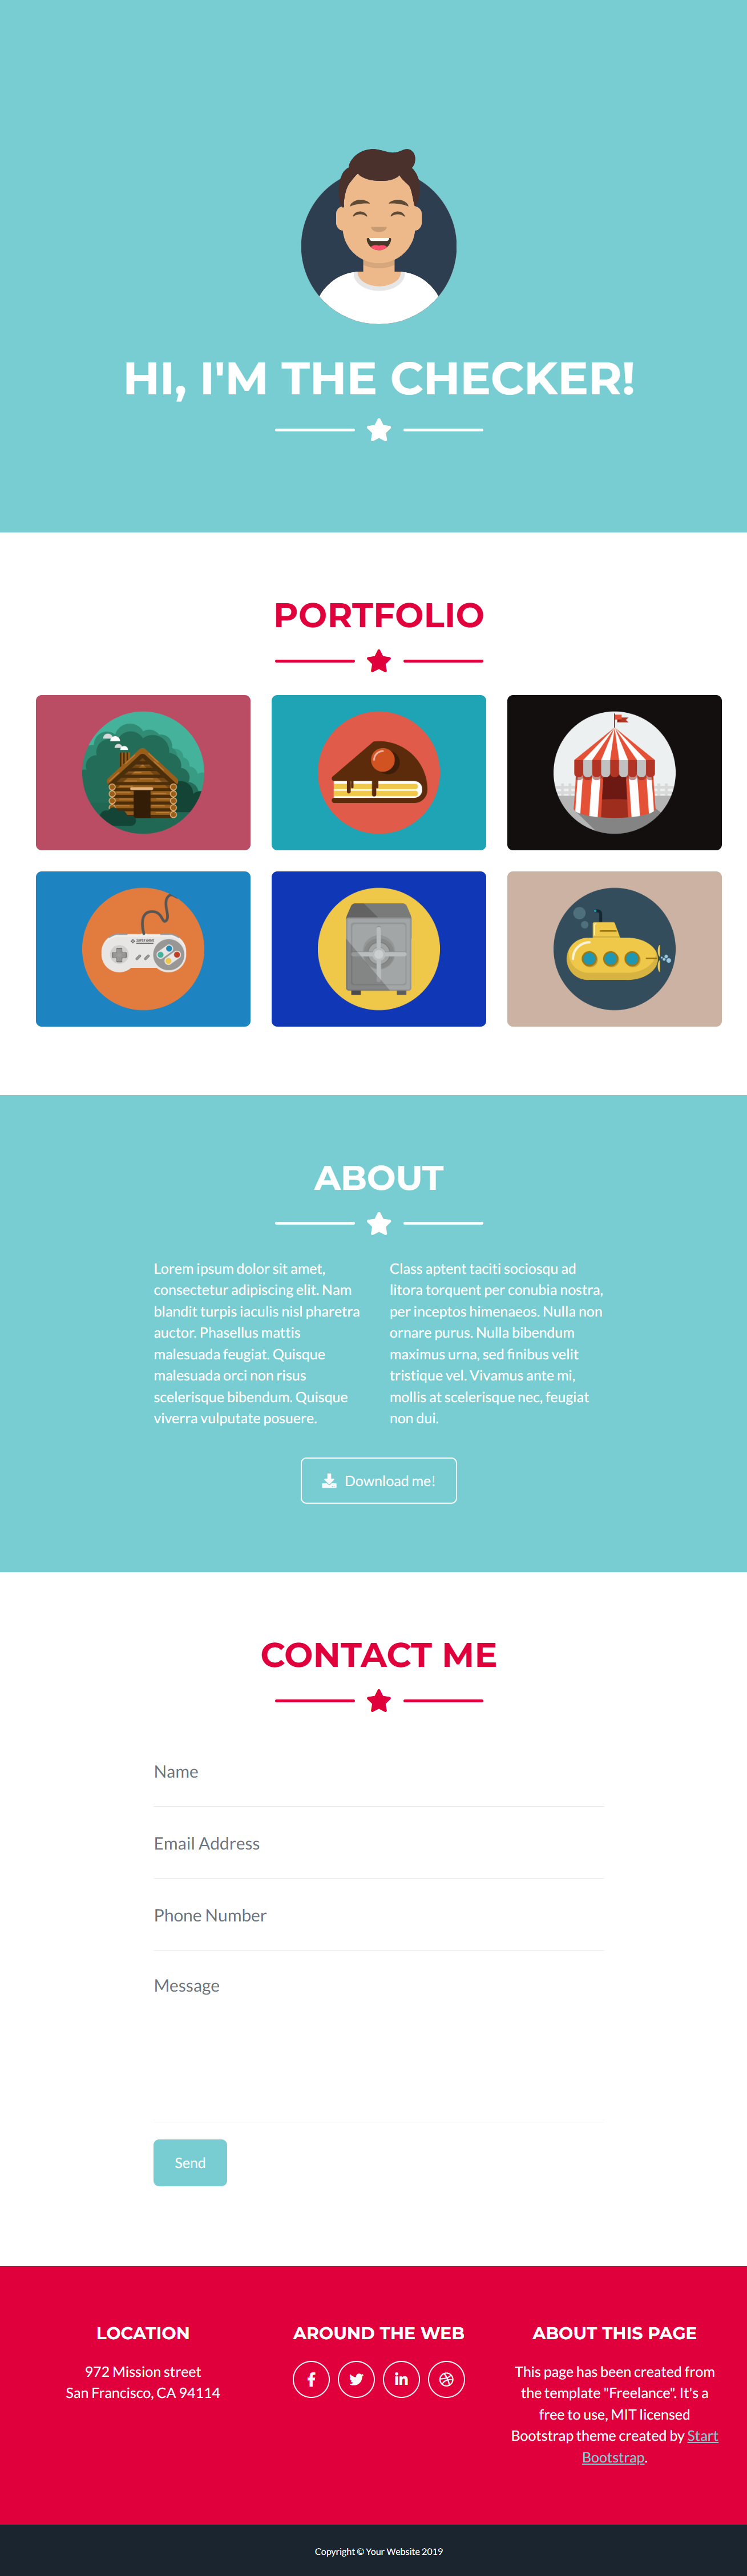 HI, I'M THE CHECKER!
PORTFOLIO
ABOUT
Lorem ipsum dolor sit amet,
consectetur adipiscing elit. Nam
blandit turpis iaculis nisl pharetra
auctor. Phasellus mattis
malesuada feugiat. Quisque
malesuada orci non risus
scelerisque bibendum. Quisque
viverra vulputate posuere.
Class aptent taciti sociosqu ad
litora torquent per conubia nostra,
per inceptos himenaeos. Nulla non
ornare purus. Nulla bibendum
maximus urna, sed finibus velit
tristique vel. Vivamus ante mi,
mollis at scelerisque nec, feugiat
non dui.
Download me!
CONTACT ME
Name
Email Address
Phone Number
Message
Send
LOCATION
972 Mission street
San Francisco, CA 94114
AROUND THE WEB
ABOUT THIS PAGE
This page has been created from
the template "Freelance". It's a
free to use, MIT licensed
Bootstrap theme created by Start
Bootstrap.
Copyright © Your Website 2019